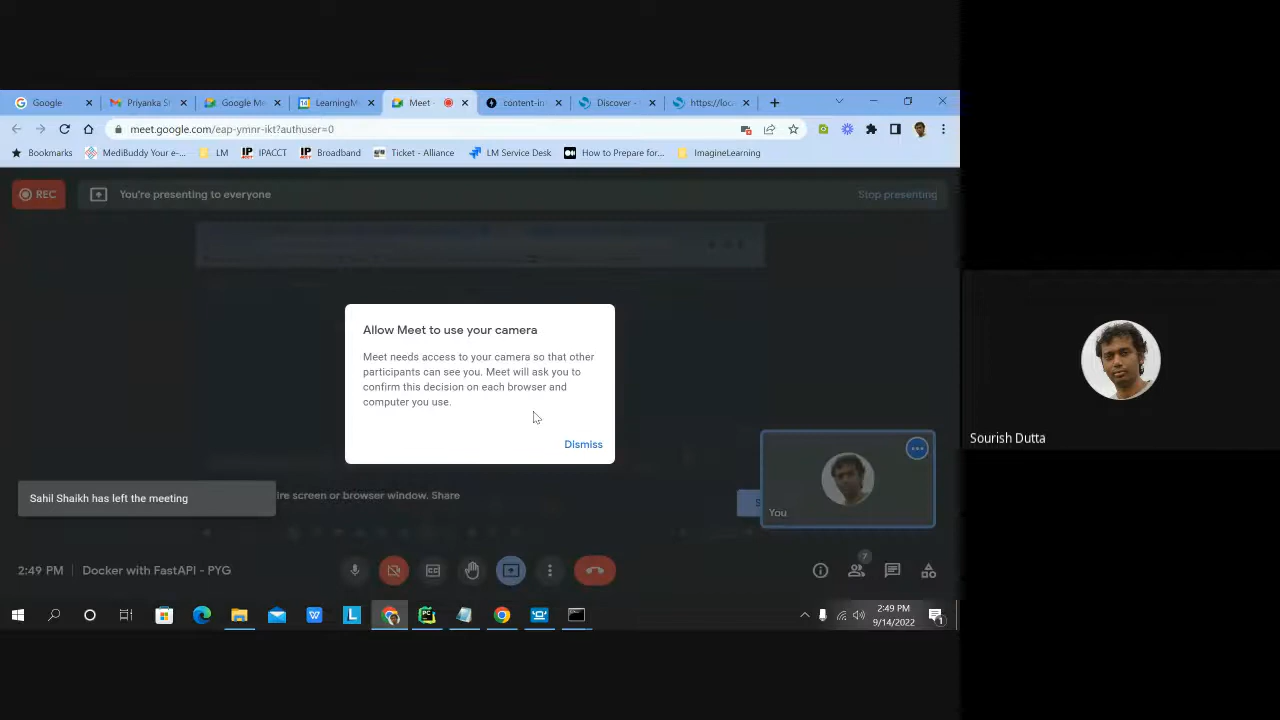 Google
Priyanka S
Google Me
LearningM
Meet -
content-in
Discover -
https://loc
meet.google.com/eap-ymnr-ikt?authuser=0
Bookmarks
MediBuddy Your e-...
LM
IPACCT
Broadband
Ticket - Alliance
LM Service Desk
How to Prepare for...
ImagineLearning
REC
You're presenting to everyone
Stop presenting
Allow Meet to use your camera
Meet needs access to your camera so that other
participants can see you. Meet will ask you to
confirm this decision on each browser and
computer you use.
Dismiss
Sahil Shaikh has left the meeting
ire screen or browser window. Share
You
Sourish Dutta
2:49 PM | Docker with FastAPI - PYG
7
2:49 PM
9/14/2022
1